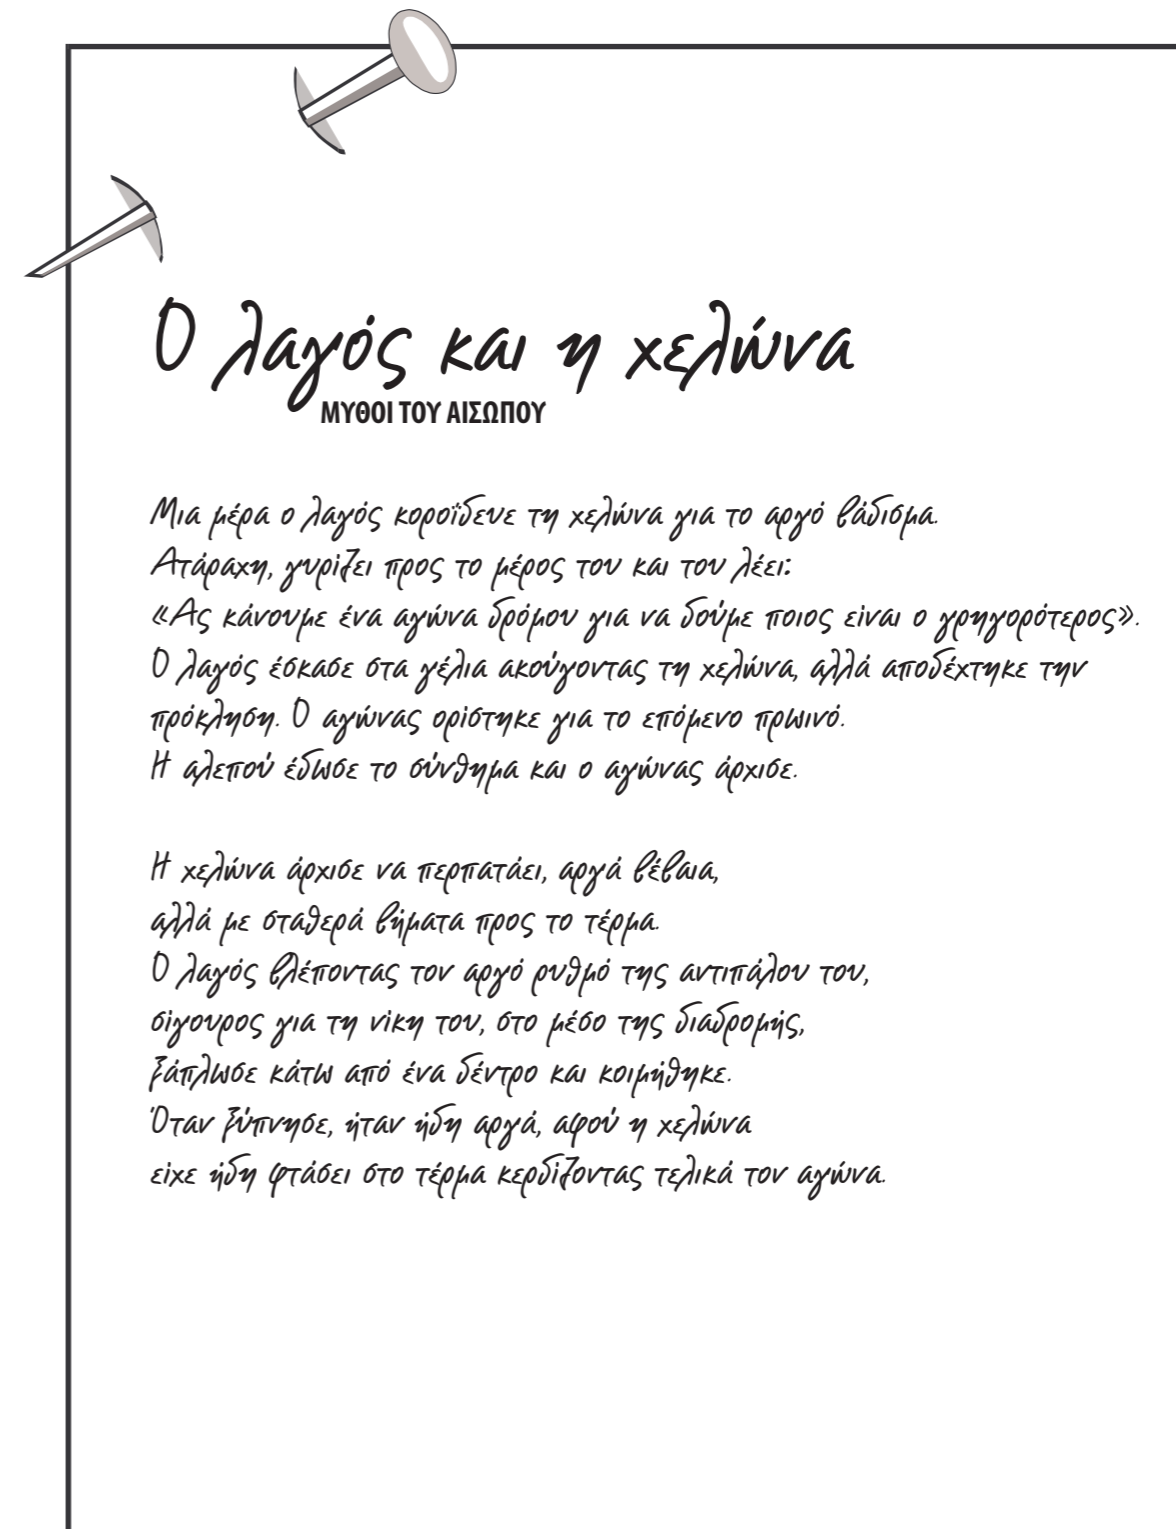 Ο λαγός και η χελώνα
ΜΥΘΟΙ ΤΟΥ ΑΙΣΩΠΟΥ
Μια μέρα ο λαγός κοροΐδευε τη χελώνα για το αργό βάδισμα.
Ατάραχη, γυρίζει προς το μέρος του και του λέει:
«Ας κάνουμε ένα αγώνα δρόμου για να δούμε ποιος είναι ο γρηγορότερος».
Ο λαγός έσκασε στα γέλια ακούγοντας τη χελώνα, αλλά αποδέχτηκε την
πρόκληση. Ο αγώνας ορίστηκε για το επόμενο πρωινό.
Η αλεπού έδωσε το σύνθημα και ο αγώνας άρχισε.
Η χελώνα άρχισε να περπατάει, αργά βέβαια,
αλλά με σταθερά βήματα προς το τέρμα.
Ο λαγός βλέποντας τον αργό ρυθμό της αντιπάλου του,
σίγουρος για τη νίκη του, στο μέσο της διαδρομής,
ξάπλωσε κάτω από ένα δέντρο και κοιμήθηκε.
Όταν ξύπνησε, ήταν ήδη αργά, αφού η χελώνα
είχε ήδη φτάσει στο τέρμα κερδίζοντας τελικά τον αγώνα.